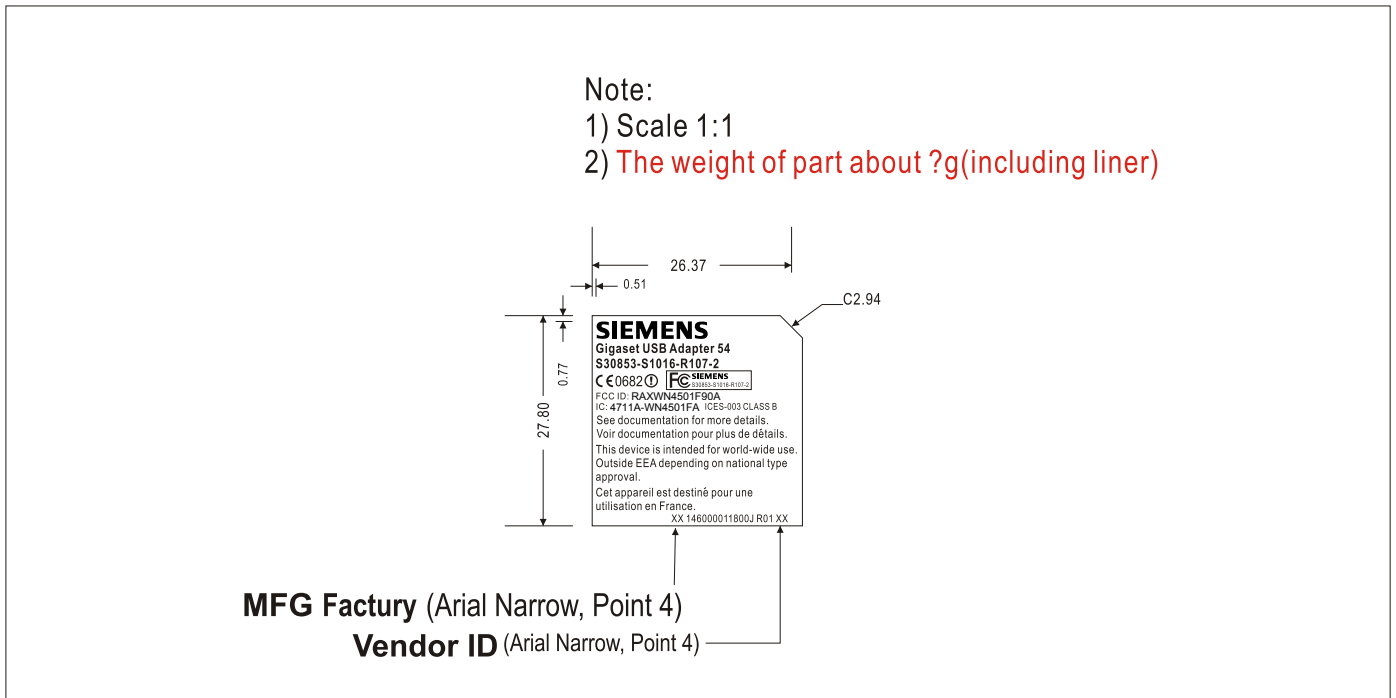 Note:
1) Scale 1:1
2) The weight of part about ?g(including liner)
26.37
0.51
C2.94
0.77
27.80
SIEMENS
Gigaset USB Adapter 54
S30853-S1016-R107-2
CE0682 FC SIEMENS
S30853-S1016-R107-2
FCC ID: RAXWN4501F90A
IC: 4711A-WN4501FA ICES-003 CLASS B
See documentation for more details.
Voir documentation pour plus de détails.
This device is intended for world-wide use.
Outside EEA depending on national type
approval.
Cet appareil est destiné pour une
utilisation en France.
XX 146000011800J R01 XX
MFG Factury (Arial Narrow, Point 4)
Vendor ID (Arial Narrow, Point 4)